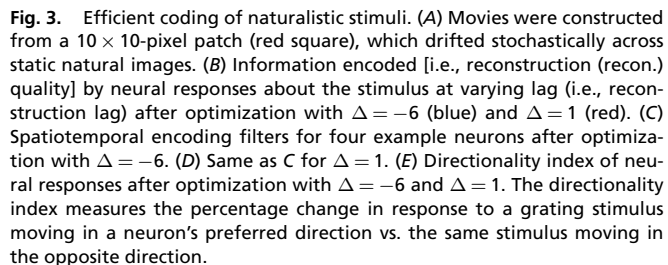 Fig. 3. Efficient coding of naturalistic stimuli. (A) Movies were constructed
from a 10 × 10-pixel patch (red square), which drifted stochastically across
static natural images. (B) Information encoded [i.e., reconstruction (recon.)
quality] by neural responses about the stimulus at varying lag (i.e., recon-
struction lag) after optimization with Δ = −6 (blue) and Δ = 1 (red). (C)
Spatiotemporal encoding filters for four example neurons after optimiza-
tion with Δ = −6. (D) Same as C for Δ = 1. (E) Directionality index of neu-
ral responses after optimization with Δ = −6 and Δ = 1. The directionality
index measures the percentage change in response to a grating stimulus
moving in a neuron's preferred direction vs. the same stimulus moving in
the opposite direction.